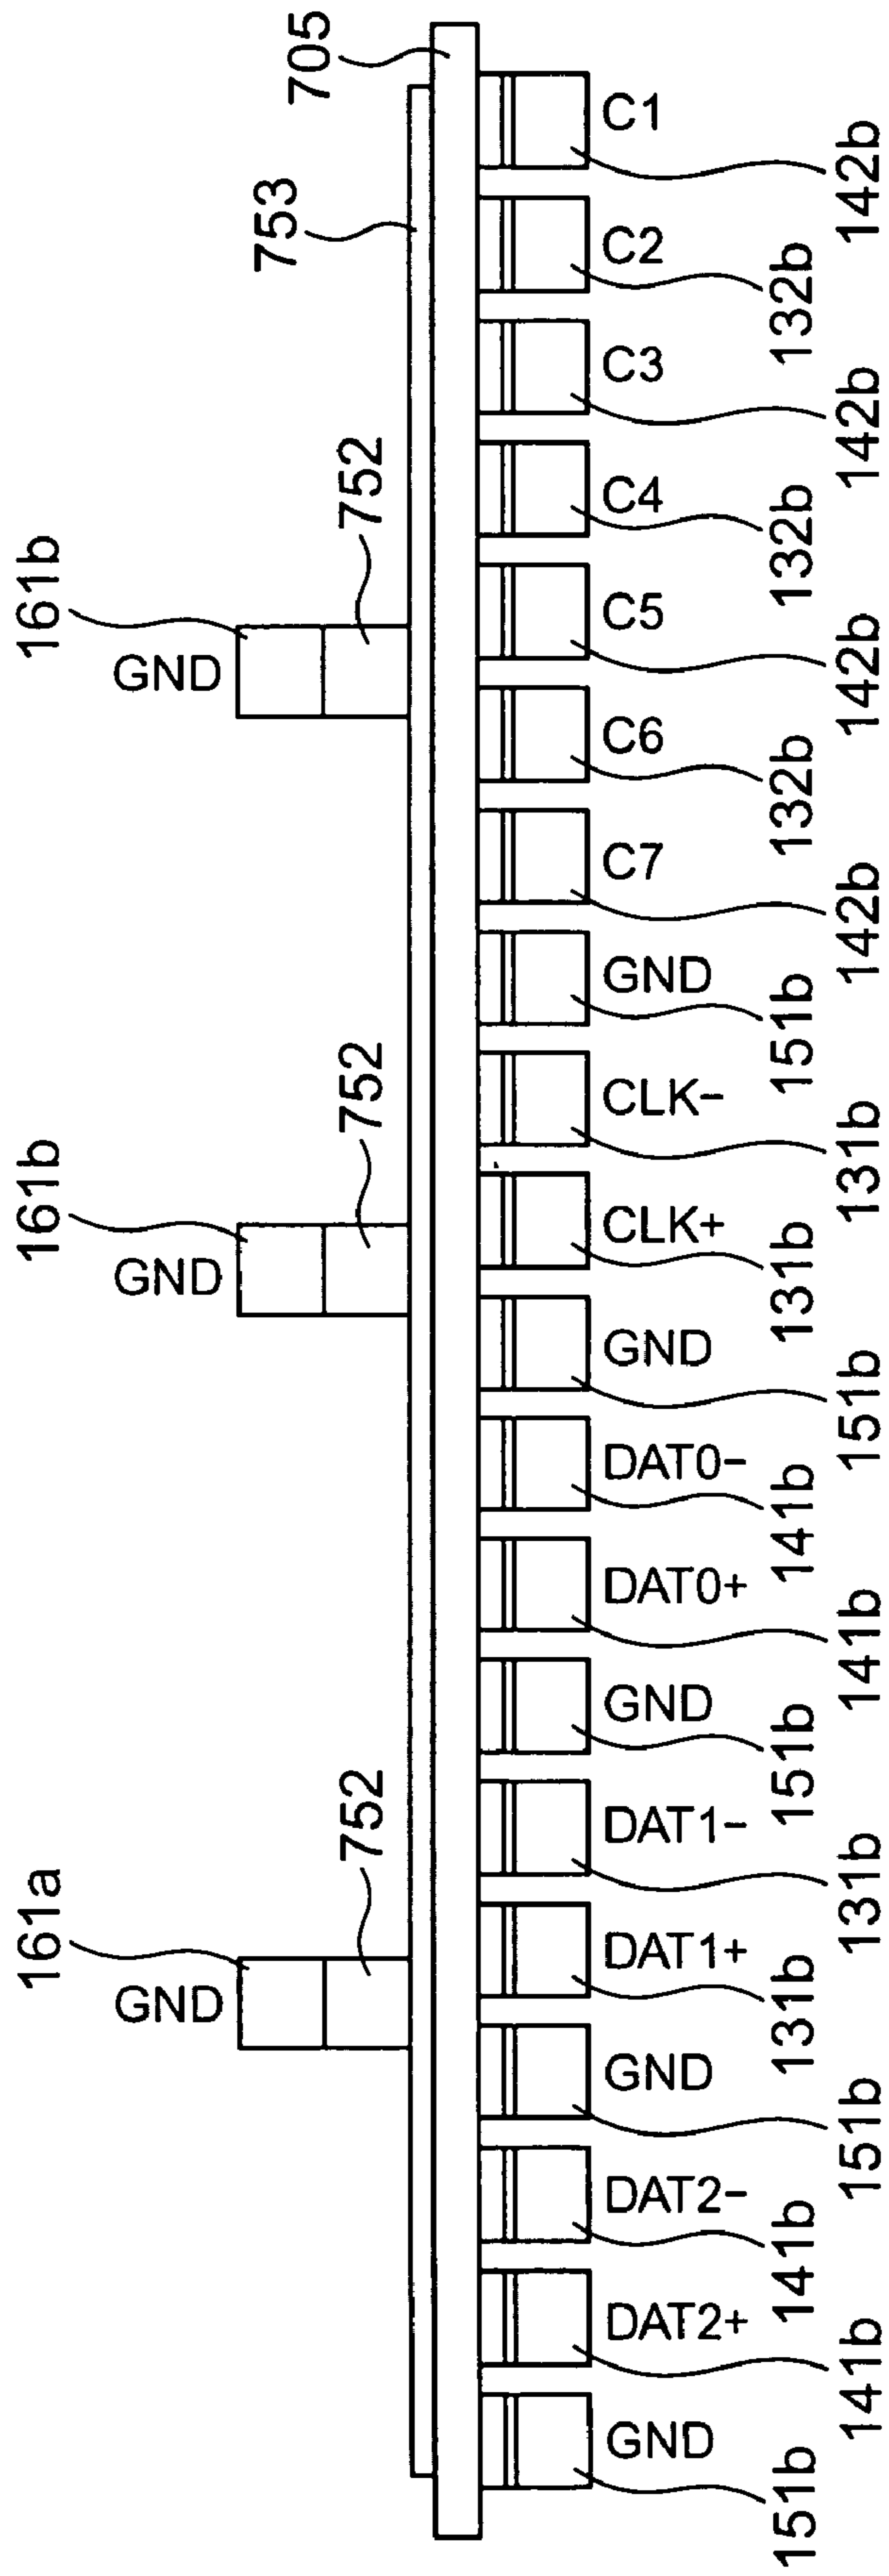 705
753
161b
GND
752
161b
GND
752
161a
GND
752
C1
142b
C2
132b
C3
142b
C4
132b
C5
142b
C6
132b
C7
142b
GND
151b
CLK-
131b
CLK+
131b
GND
151b
DAT0-
141b
DAT0+
141b
GND
151b
DAT1-
131b
DAT1+
131b
GND
151b
DAT2-
141b
DAT2+
141b
GND
151b